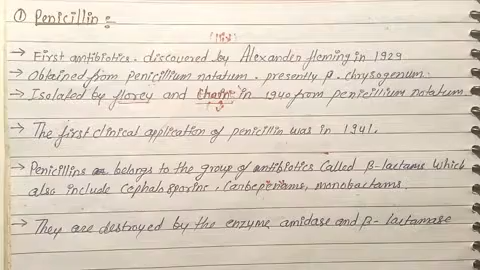 ① Penicillin :-
→ First antibiotics. discovered by Alexander fleming in 1929
→ Obtained from penicillium notatum. presently p. chrysogenum.
→ Isolated by florey and Chain in 1940 from penicillium notatum.
→ The first clinical application of penicillin was in 1941.
→ Penicillins belongs to the group of antibiotics Called β-lactams which
also include Cephalosporins, Carbepenams, monobactams.
→ They are destroyed by the enzyme amidase and β-lactamase